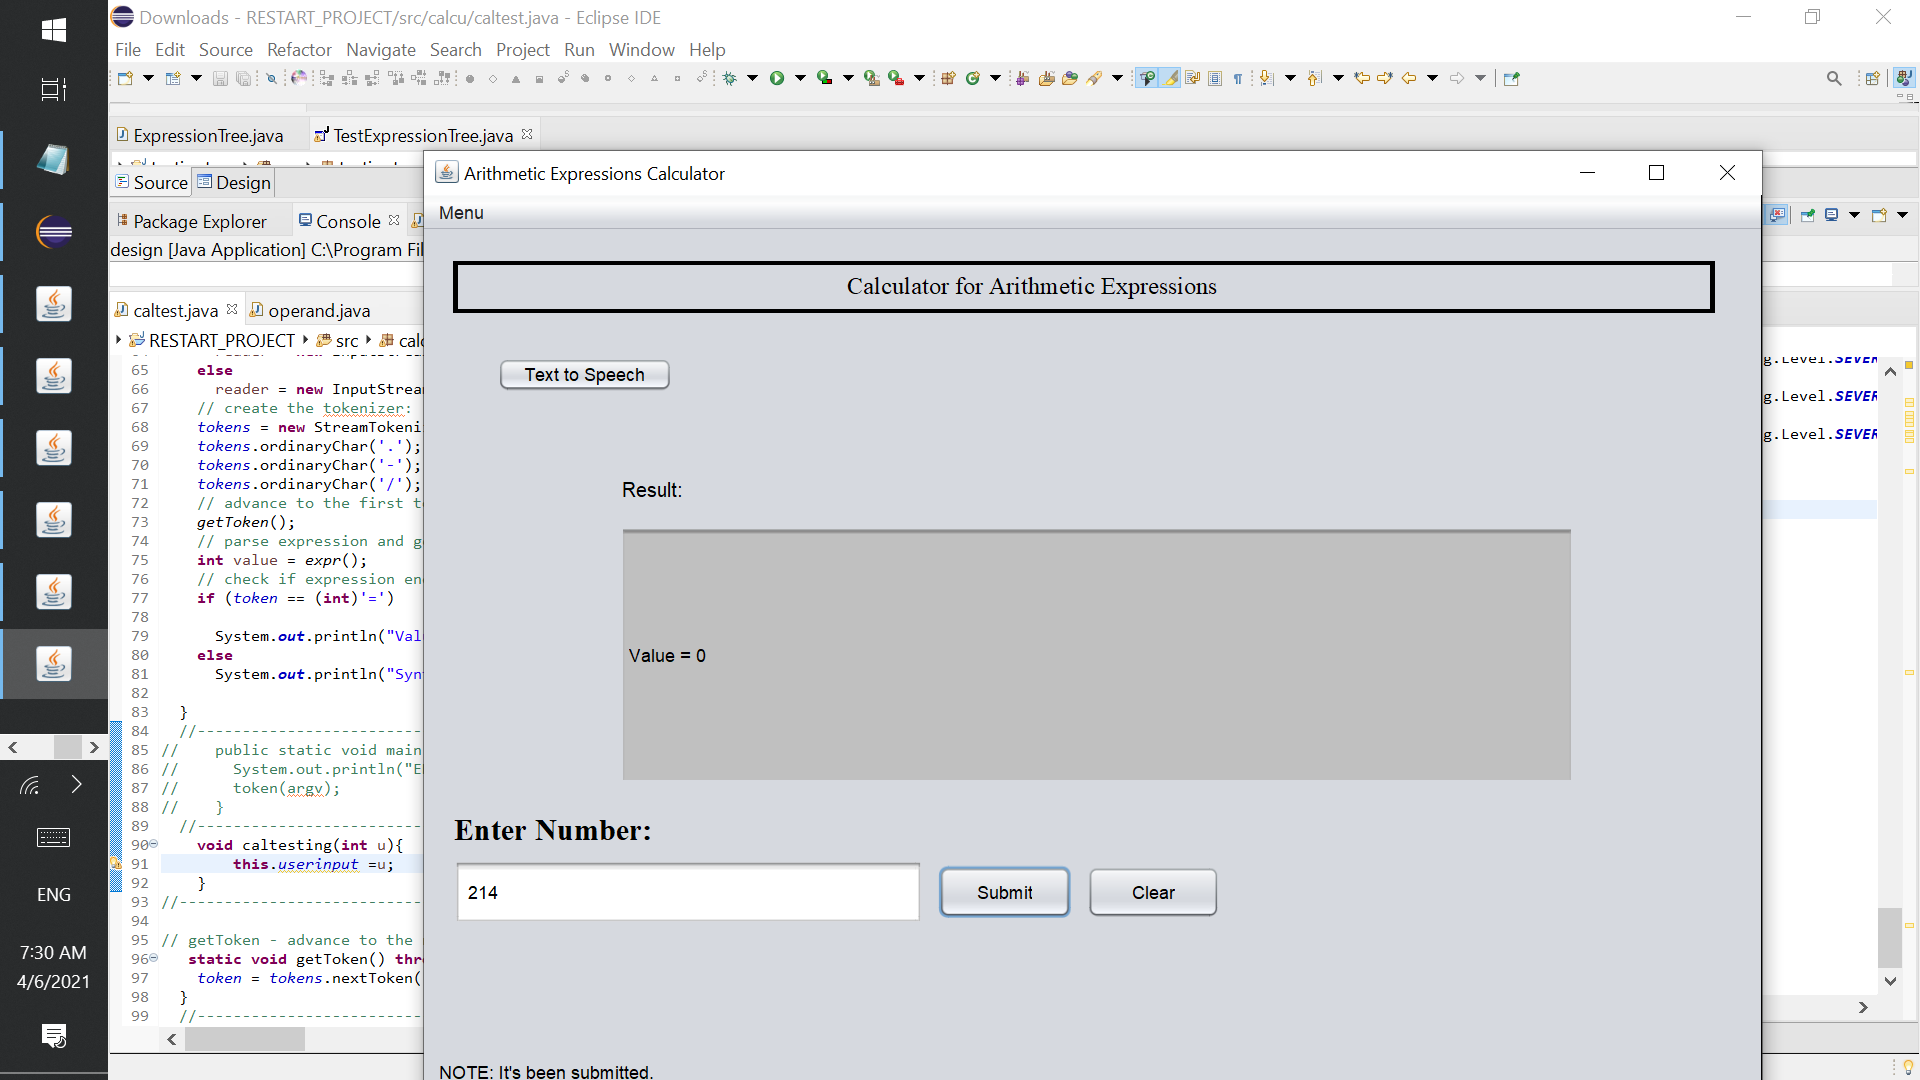 Downloads - RESTART_PROJECT/src/calcu/caltest.java - Eclipse IDE
File Edit Source Refactor Navigate Search Project Run Window Help
ExpressionTree.java TestExpressionTree.java
Source Design
Package Explorer Console
design [Java Application] C:\Program Fil
caltest.java operand.java
RESTART_PROJECT src calc
65 else
66 reader = new InputStrea
67 // create the tokenizer:
68 tokens = new StreamTokeni
69 tokens.ordinaryChar('.');
70 tokens.ordinaryChar('-');
71 tokens.ordinaryChar('/');
72 // advance to the first t
73 getToken();
74 // parse expression and g
75 int value = expr();
76 // check if expression en
77 if (token == (int)'=')
78
79 System.out.println("Val
80 else
81 System.out.println("Syn
82
83 }
84 //-------------------------
85 // public static void main
86 // System.out.println("E
87 // token(argv);
88 // }
89 //-------------------------
90 void caltesting(int u){
91 this.userinput =u;
92 }
93 //---------------------------
94
95 // getToken - advance to the
96 static void getToken() thr
97 token = tokens.nextToken(
98 }
99 //-------------------------
g.Level.SEVER
g.Level.SEVER
g.Level.SEVER
Arithmetic Expressions Calculator
Menu
Calculator for Arithmetic Expressions
Text to Speech
Result:
Value = 0
Enter Number:
214 Submit Clear
NOTE: It's been submitted.
ENG
7:30 AM
4/6/2021